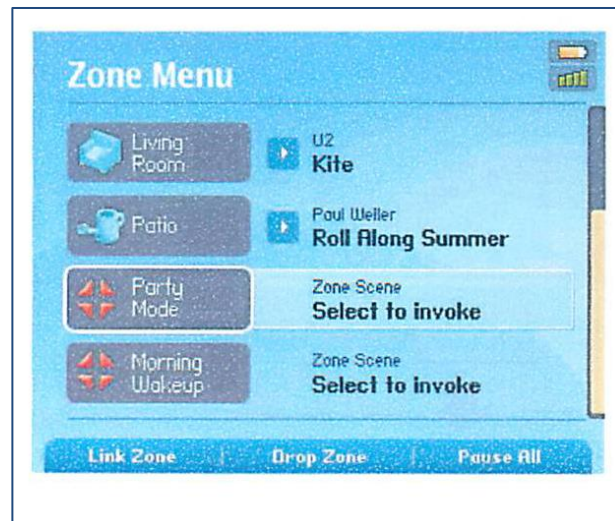 Zone Menu
Living
Room
U2
Kite
Patio
Paul Weller
Roll Along Summer
Party
Mode
Zone Scene
Select to invoke
Morning
Wakeup
Zone Scene
Select to invoke
Link Zone
Drop Zone
Pause All